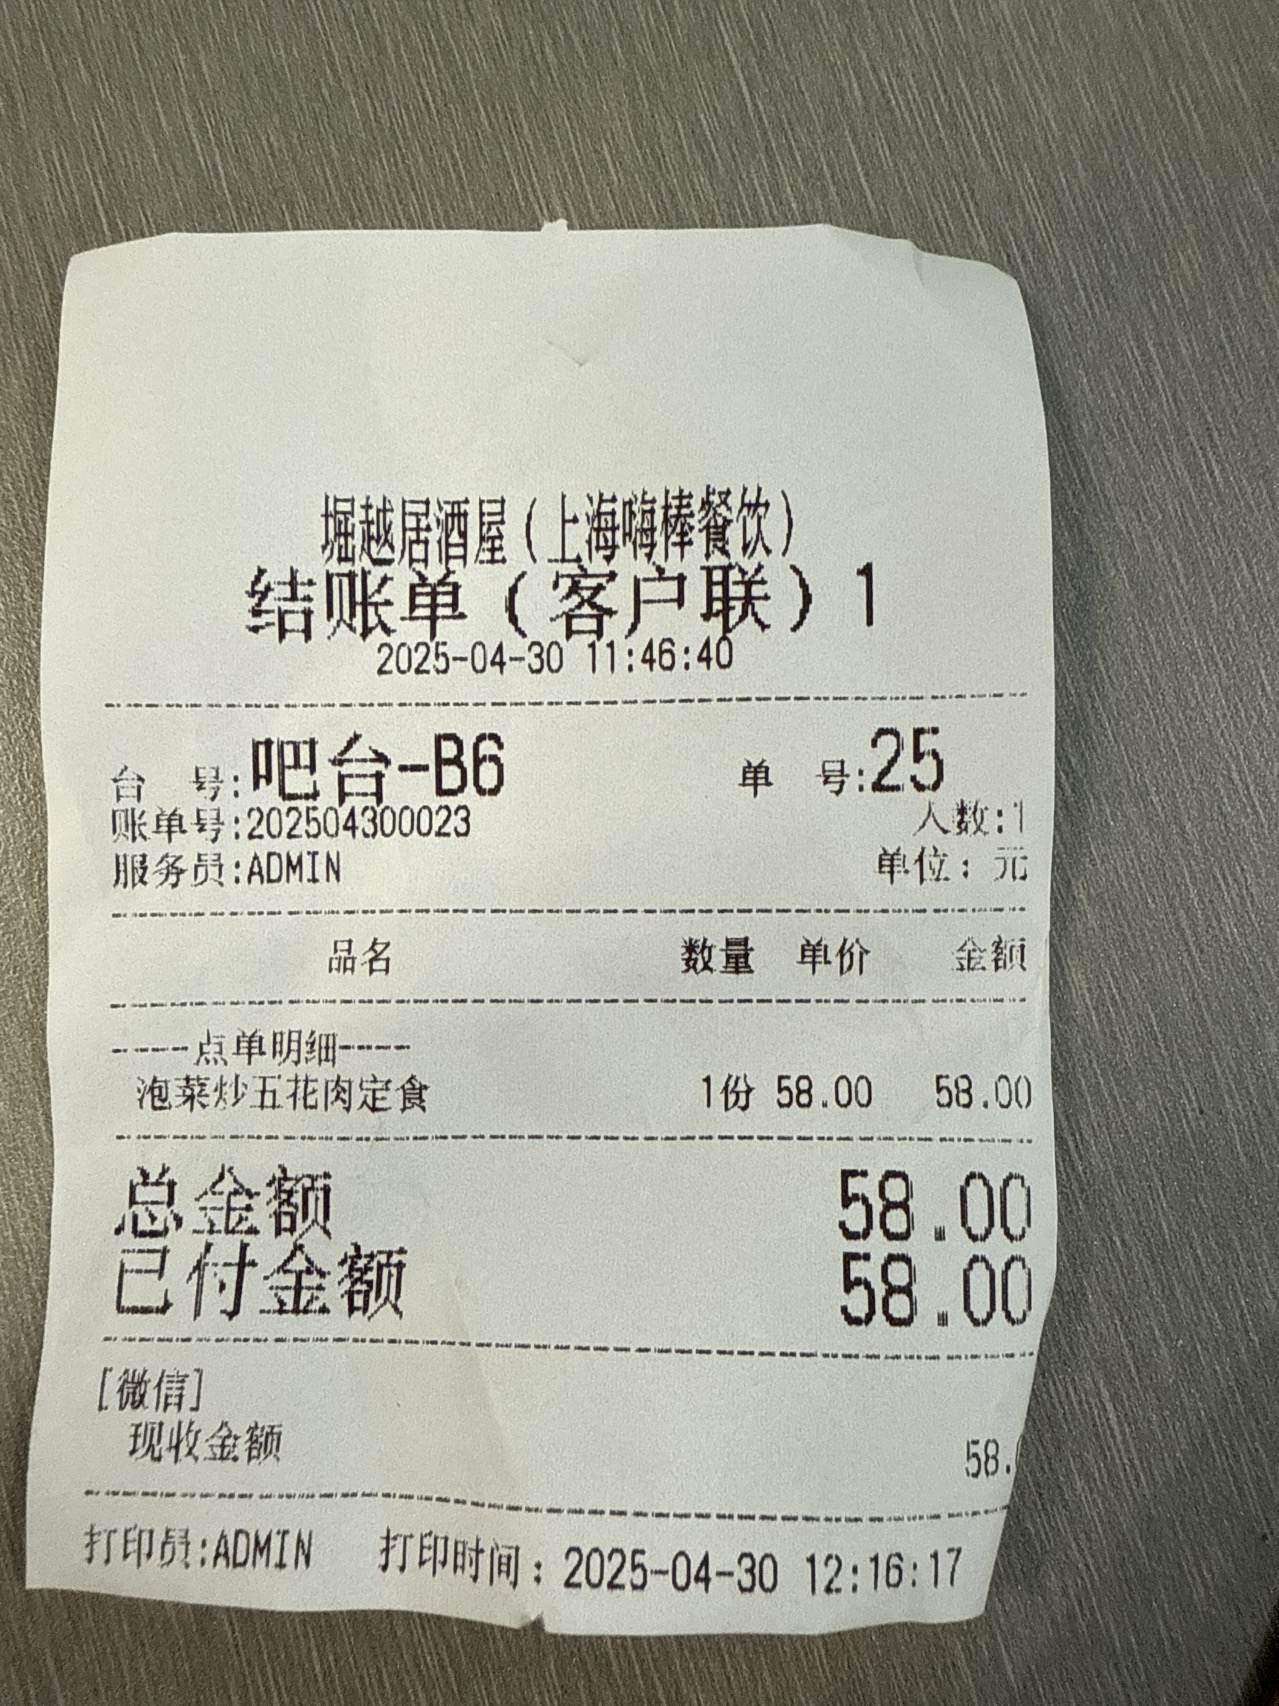 堀越居酒屋(上海嗨棒餐饮)
结账单(客户联)1
2025-04-30 11:46:40
台 号:吧台-B6 单 号:25
账单号:202504300023 人数:1
服务员:ADMIN 单位: 元
品名 数量 单价 金额
----点单明细----
泡菜炒五花肉定食 1份 58.00 58.00
总金额 58.00
已付金额 58.00
[微信]
现收金额 58.
打印员:ADMIN 打印时间: 2025-04-30 12:16:17